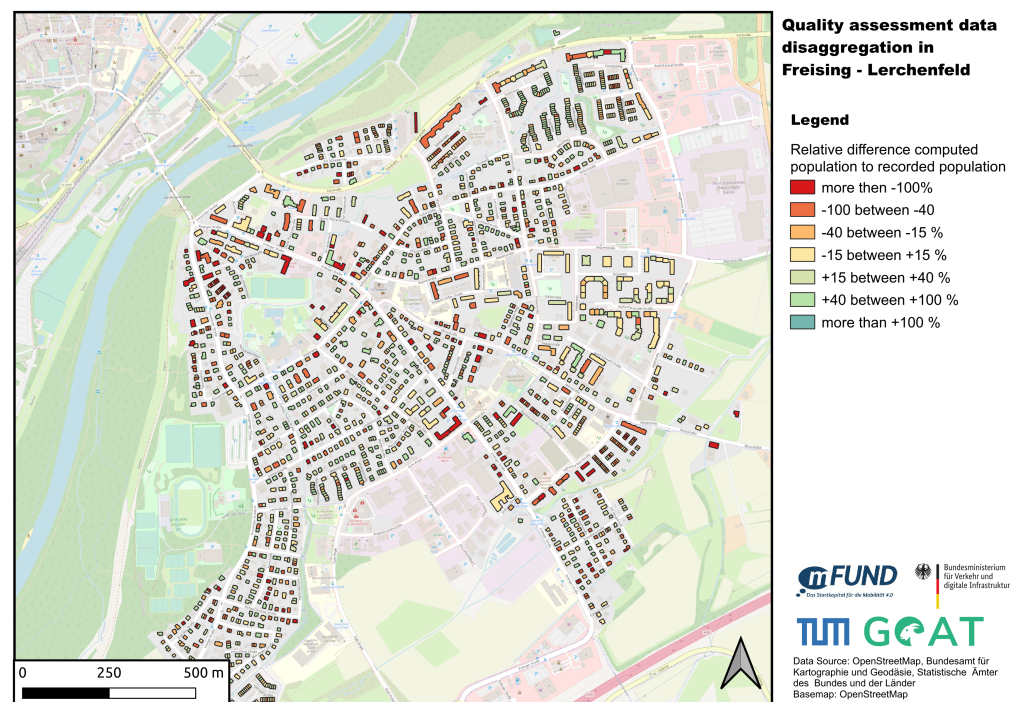 Quality assessment data
disaggregation in
Freising - Lerchenfeld
Legend
Relative difference computed
population to recorded population
more then -100%
-100 between -40
-40 between -15 %
-15 between +15 %
+15 between +40 %
+40 between +100 %
more than +100 %
0 250 500 m
mFUND
Das Startkapital für die Mobilität 4.0
Bundesministerium
für Verkehr und
digitale Infrastruktur
TUM GOAT
Data Source: OpenStreetMap, Bundesamt für
Kartographie und Geodäsie, Statistische Ämter
des Bundes und der Länder
Basemap: OpenStreetMap